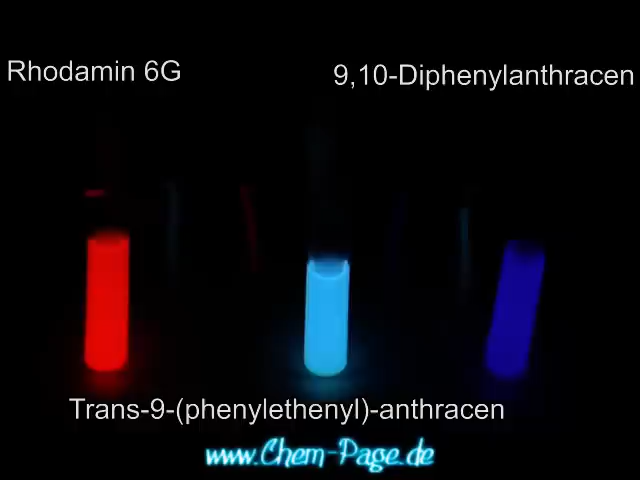 Rhodamin 6G
9,10-Diphenylanthracen
Trans-9-(phenylethenyl)-anthracen
www.Chem-Page.de